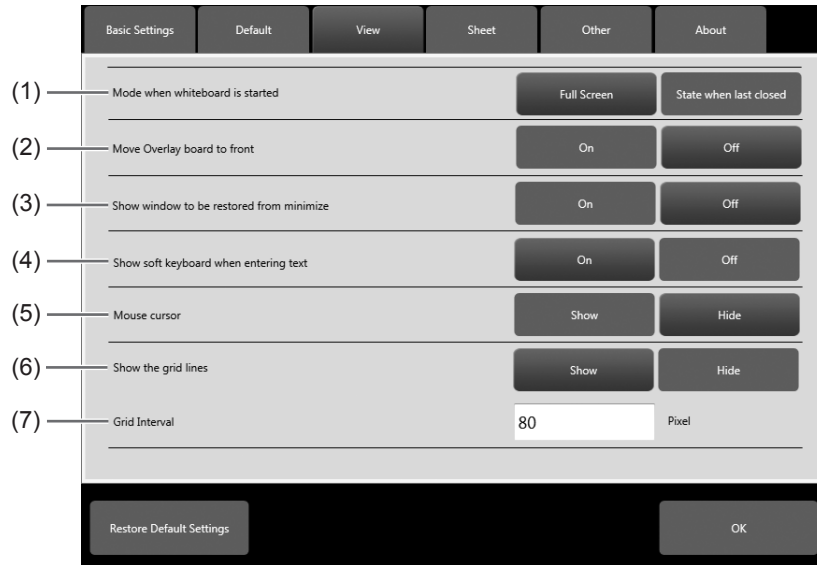 Basic Settings Default View Sheet Other About
(1) Mode when whiteboard is started Full Screen State when last closed
(2) Move Overlay board to front On Off
(3) Show window to be restored from minimize On Off
(4) Show soft keyboard when entering text On Off
(5) Mouse cursor Show Hide
(6) Show the grid lines Show Hide
(7) Grid Interval 80 Pixel
Restore Default Settings OK